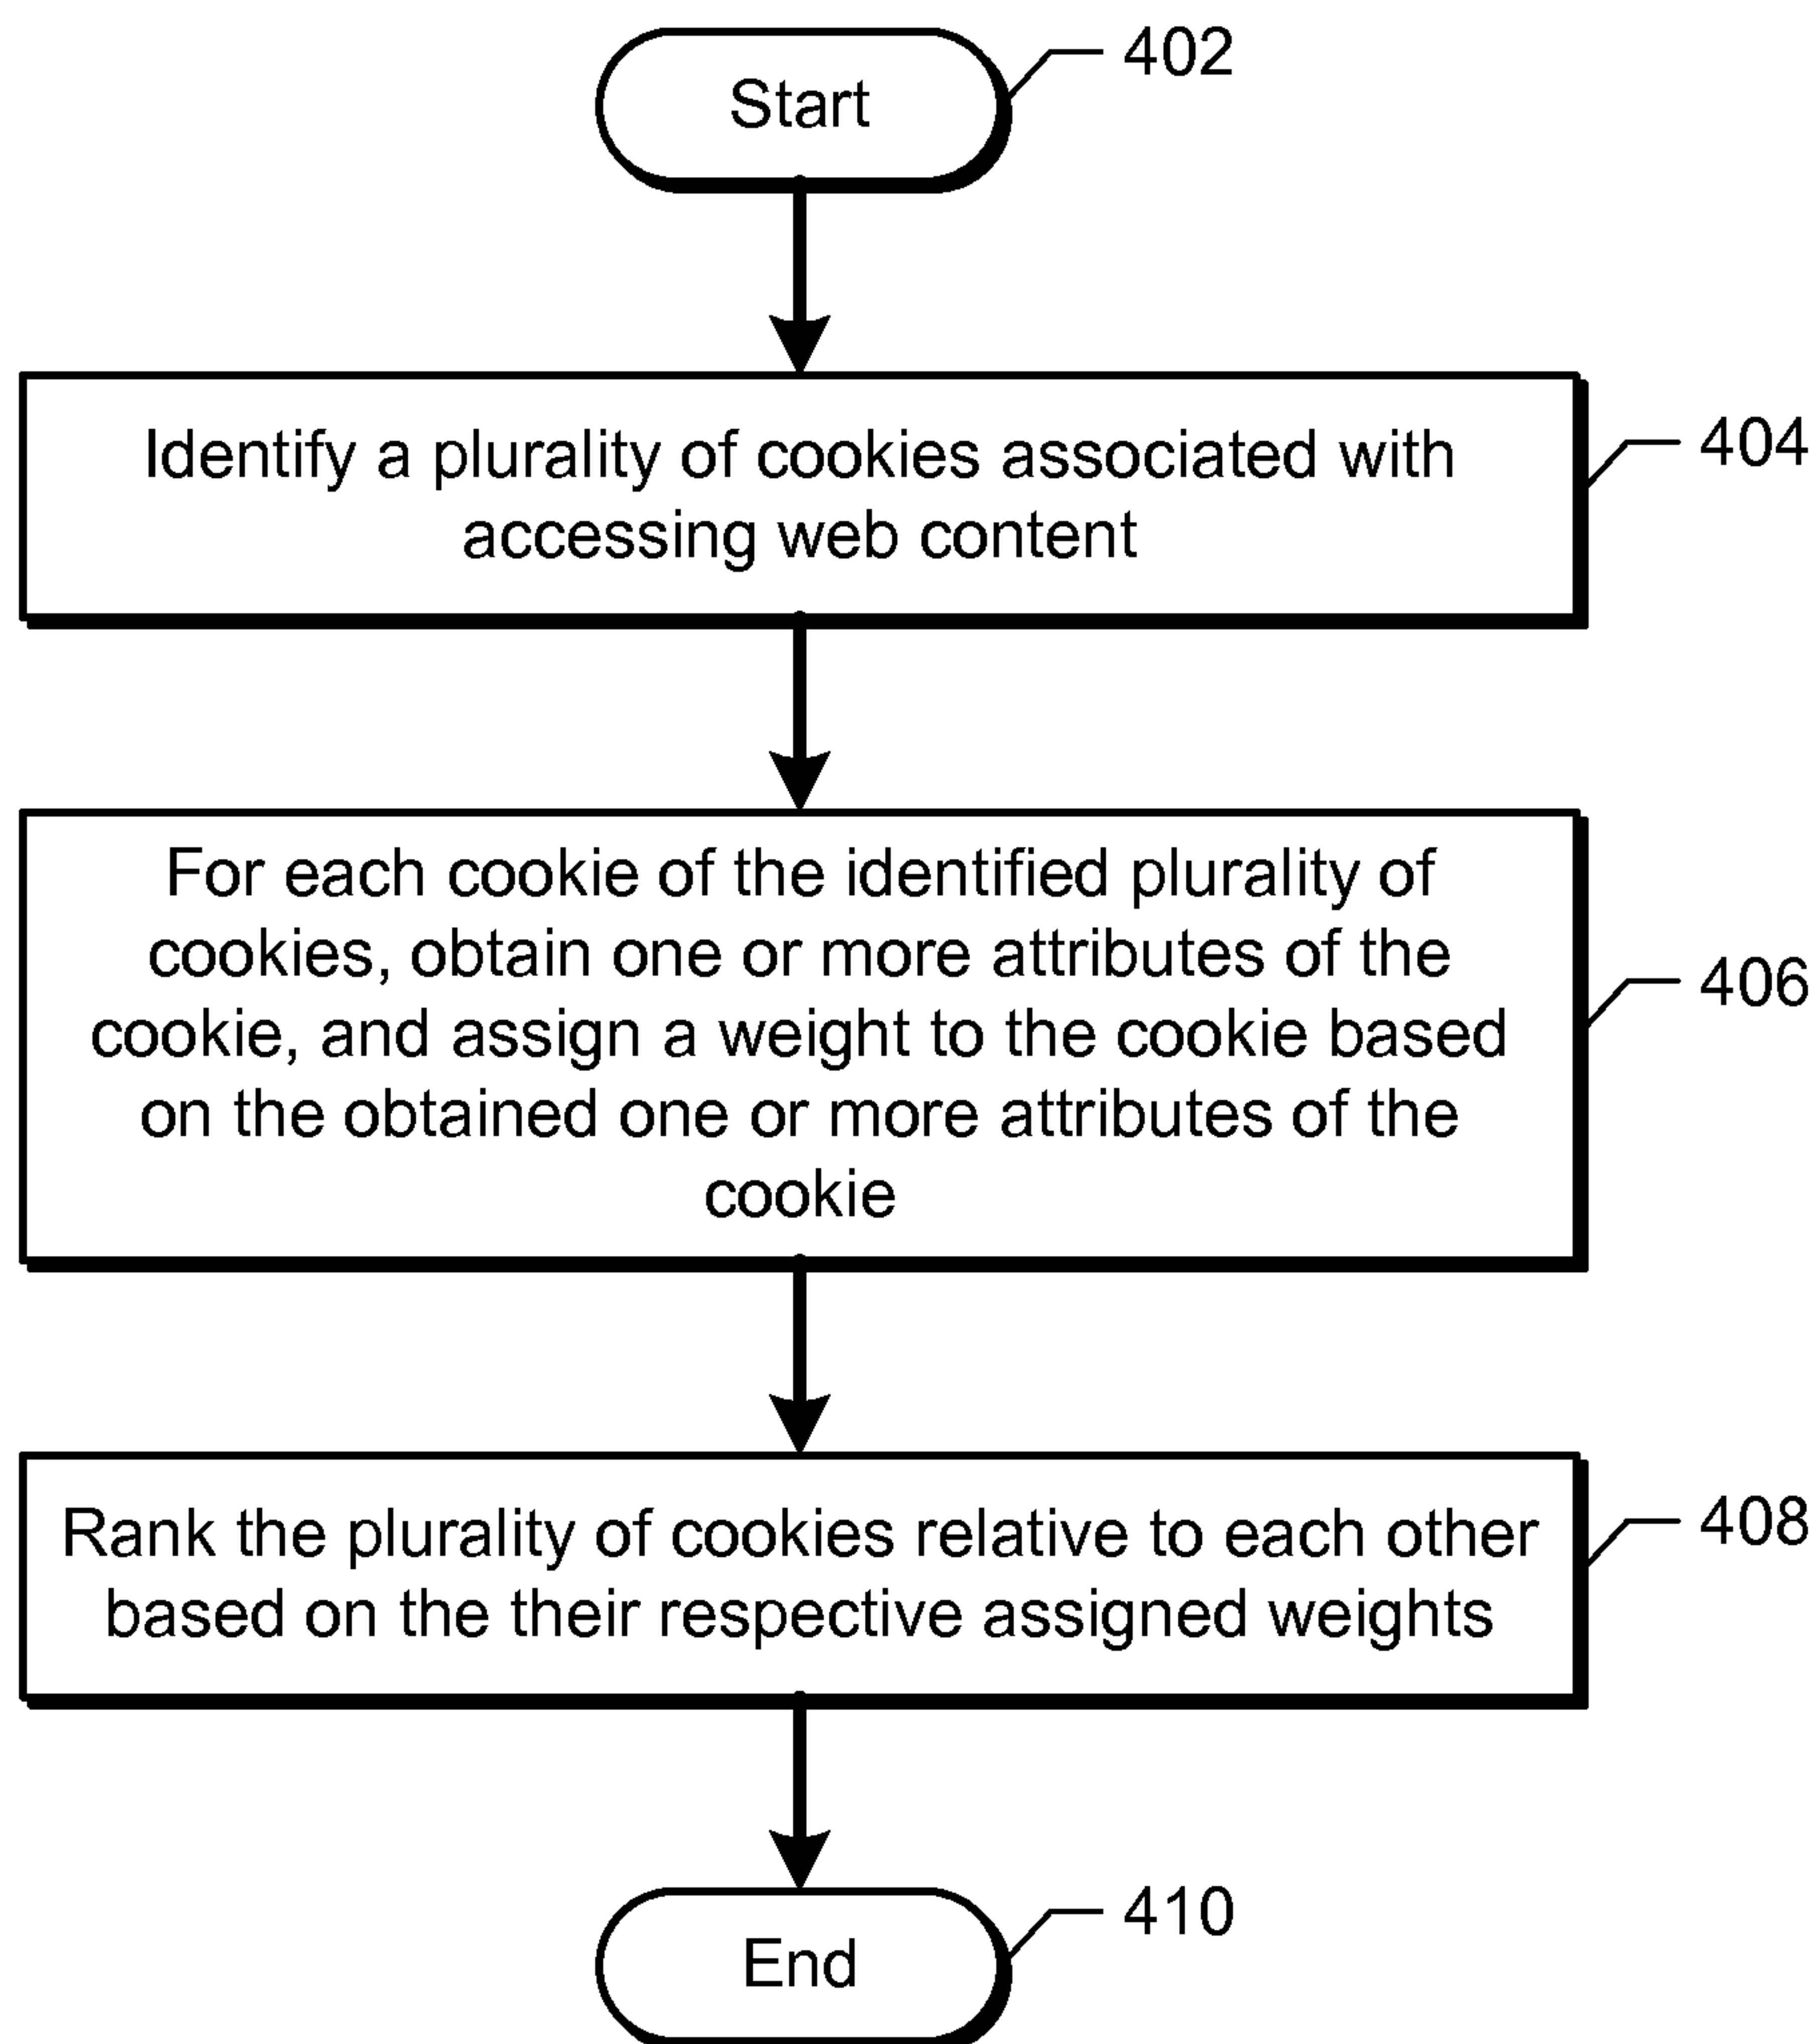 Start
402
Identify a plurality of cookies associated with
accessing web content
404
For each cookie of the identified plurality of
cookies, obtain one or more attributes of the
cookie, and assign a weight to the cookie based
on the obtained one or more attributes of the
cookie
406
Rank the plurality of cookies relative to each other
based on the their respective assigned weights
408
End
410